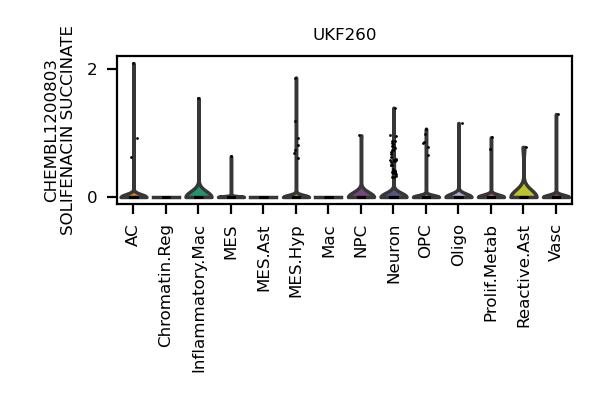 UKF260
CHEMBL1200803
SOLIFENACIN SUCCINATE
2
0
AC
Chromatin.Reg
Inflammatory.Mac
MES
MES.Ast
MES.Hyp
Mac
NPC
Neuron
OPC
Oligo
Prolif.Metab
Reactive.Ast
Vasc